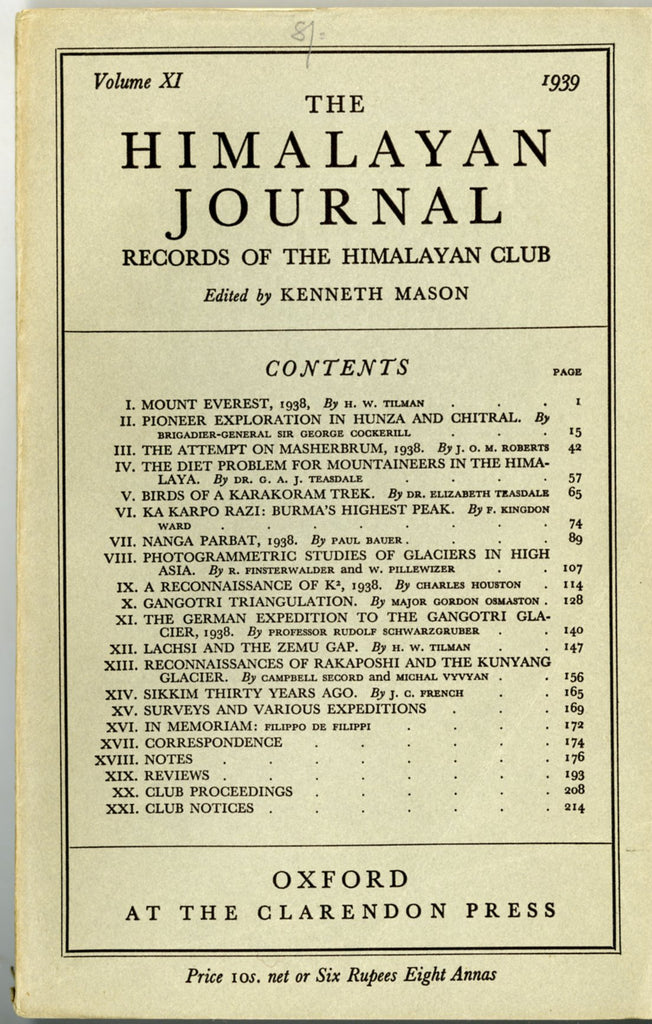 8/-
Volume XI 1939
THE
HIMALAYAN
JOURNAL
RECORDS OF THE HIMALAYAN CLUB
Edited by KENNETH MASON
CONTENTS PAGE
I. MOUNT EVEREST, 1938, By H. W. TILMAN . . . 1
II. PIONEER EXPLORATION IN HUNZA AND CHITRAL. By
BRIGADIER-GENERAL SIR GEORGE COCKERILL . . . 15
III. THE ATTEMPT ON MASHERBRUM, 1938. By J. O. M. ROBERTS 42
IV. THE DIET PROBLEM FOR MOUNTAINEERS IN THE HIMA-
LAYA. By DR. G. A. J. TEASDALE . . . . 57
V. BIRDS OF A KARAKORAM TREK. By DR. ELIZABETH TEASDALE 65
VI. KA KARPO RAZI: BURMA'S HIGHEST PEAK. By F. KINGDON
WARD . . . . . . . . 74
VII. NANGA PARBAT, 1938. By PAUL BAUER . . . . 89
VIII. PHOTOGRAMMETRIC STUDIES OF GLACIERS IN HIGH
ASIA. By R. FINSTERWALDER and W. PILLEWIZER . . 107
IX. A RECONNAISSANCE OF K², 1938. By CHARLES HOUSTON . 114
X. GANGOTRI TRIANGULATION. By MAJOR GORDON OSMASTON . 128
XI. THE GERMAN EXPEDITION TO THE GANGOTRI GLA-
CIER, 1938. By PROFESSOR RUDOLF SCHWARZGRUBER . . 140
XII. LACHSI AND THE ZEMU GAP. By H. W. TILMAN . . 147
XIII. RECONNAISSANCES OF RAKAPOSHI AND THE KUNYANG
GLACIER. By CAMPBELL SECORD and MICHAL VYVYAN . . 156
XIV. SIKKIM THIRTY YEARS AGO. By J. C. FRENCH . . 165
XV. SURVEYS AND VARIOUS EXPEDITIONS . . . 169
XVI. IN MEMORIAM: FILIPPO DE FILIPPI . . . . 172
XVII. CORRESPONDENCE . . . . . . 174
XVIII. NOTES . . . . . . . . 176
XIX. REVIEWS . . . . . . . . 193
XX. CLUB PROCEEDINGS . . . . . . 208
XXI. CLUB NOTICES . . . . . . . 214
OXFORD
AT THE CLARENDON PRESS
Price 10s. net or Six Rupees Eight Annas